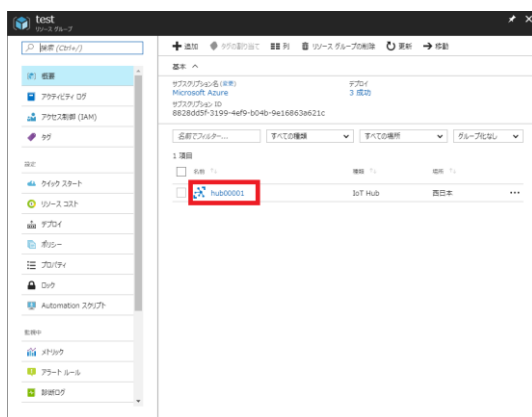 test
リソース グループ
検索 (Ctrl+/)
概要
アクティビティ ログ
アクセス制御 (IAM)
タグ
設定
クイック スタート
リソース コスト
デプロイ
ポリシー
プロパティ
ロック
Automation スクリプト
監視中
メトリック
アラート ルール
診断ログ
追加 タグの割り当て 列 リソース グループの削除 更新 移動
基本
サブスクリプション名 (変更)
Microsoft Azure
デプロイ
3 成功
サブスクリプション ID
8828dd5f-3199-4ef9-b04b-9e16863a621c
名前でフィルター... すべての種類 すべての場所 グループ化なし
1 項目
名前 種類 場所
hub00001 IoT Hub 西日本